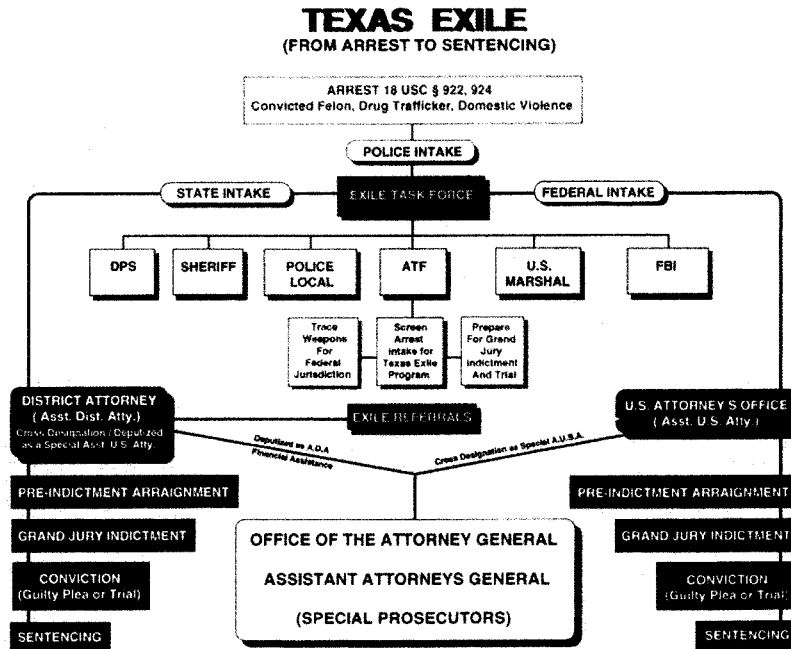 TEXAS EXILE
(FROM ARREST TO SENTENCING)
ARREST 18 USC § 922, 924
Convicted Felon, Drug Trafficker, Domestic Violence
POLICE INTAKE
STATE INTAKE
EXILE TASK FORCE
FEDERAL INTAKE
DPS
SHERIFF
POLICE
LOCAL
ATF
U.S.
MARSHAL
FBI
Trace
Weapons
For
Federal
Jurisdiction
Screen
Arrest
Intake for
Texas Exile
Program
Prepare
For Grand
Jury
Indictment
And Trial
DISTRICT ATTORNEY
( Asst. Dist. Atty.)
Cross Designation / Deputized
as a Special Asst. U.S. Atty.
EXILE REFERRALS
U.S. ATTORNEY'S OFFICE
( Asst. U.S. Atty.)
Deputized as A.D.A
Financial Assistance
Cross Designation as Special A.U.S.A.
PRE-INDICTMENT ARRAIGNMENT
GRAND JURY INDICTMENT
CONVICTION
(Guilty Plea or Trial)
SENTENCING
OFFICE OF THE ATTORNEY GENERAL
ASSISTANT ATTORNEYS GENERAL
(SPECIAL PROSECUTORS)
PRE-INDICTMENT ARRAIGNMENT
GRAND JURY INDICTMENT
CONVICTION
(Guilty Plea or Trial)
SENTENCING